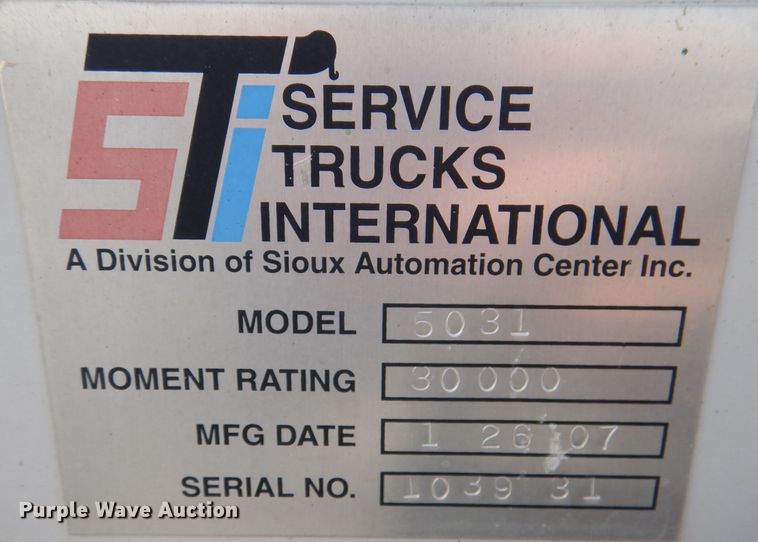 STi
SERVICE
TRUCKS
INTERNATIONAL
A Division of Sioux Automation Center Inc.
MODEL 5031
MOMENT RATING 30000
MFG DATE 1 26 07
SERIAL NO. 1039 31
Purple Wave Auction